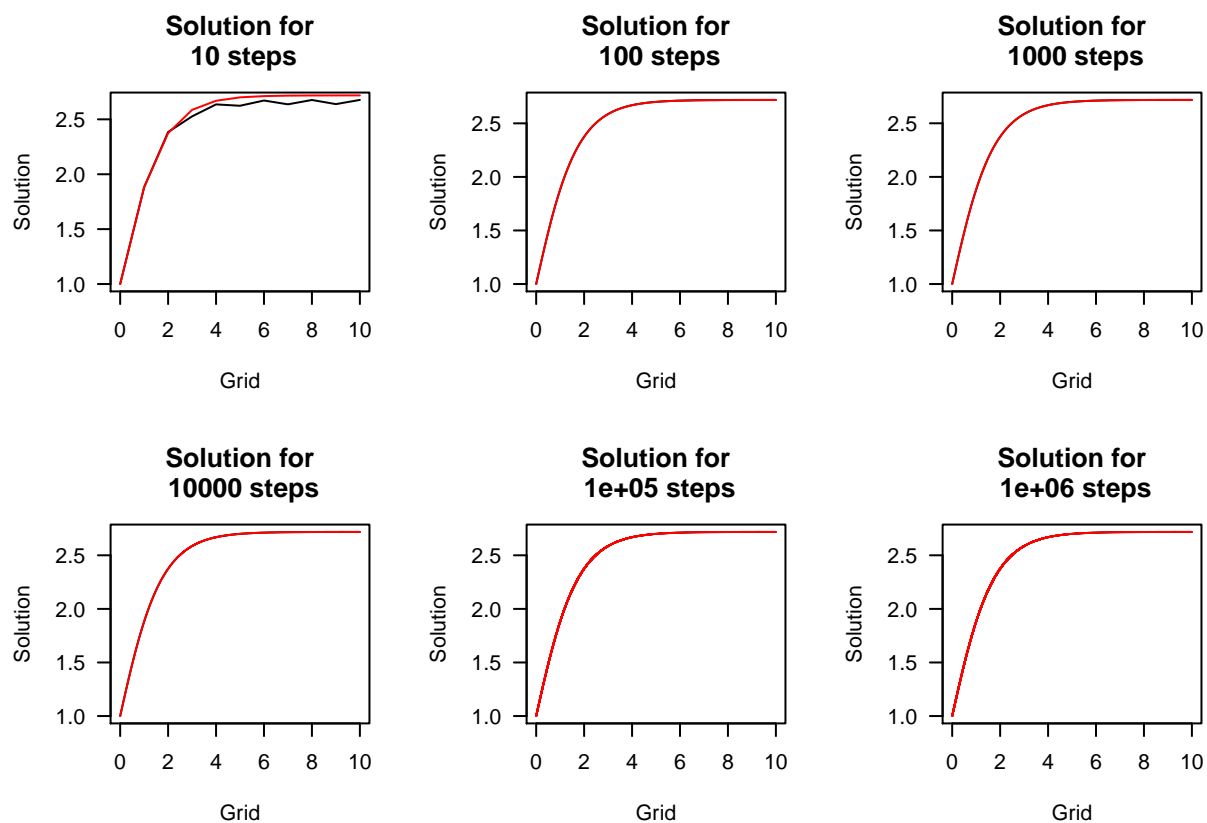 Solution for
10 steps
Solution
2.5
2.0
1.5
1.0
0 2 4 6 8 10
Grid
Solution for
100 steps
Solution
2.5
2.0
1.5
1.0
0 2 4 6 8 10
Grid
Solution for
1000 steps
Solution
2.5
2.0
1.5
1.0
0 2 4 6 8 10
Grid
Solution for
10000 steps
Solution
2.5
2.0
1.5
1.0
0 2 4 6 8 10
Grid
Solution for
1e+05 steps
Solution
2.5
2.0
1.5
1.0
0 2 4 6 8 10
Grid
Solution for
1e+06 steps
Solution
2.5
2.0
1.5
1.0
0 2 4 6 8 10
Grid